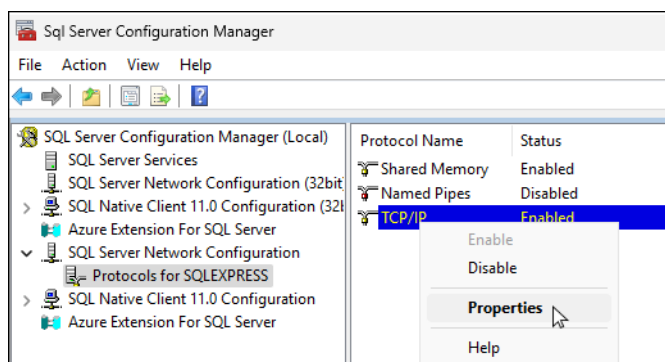 Sql Server Configuration Manager
File Action View Help
SQL Server Configuration Manager (Local)
SQL Server Services
SQL Server Network Configuration (32bit
SQL Native Client 11.0 Configuration (32b
Azure Extension For SQL Server
SQL Server Network Configuration
Protocols for SQLEXPRESS
SQL Native Client 11.0 Configuration
Azure Extension For SQL Server
Protocol Name Status
Shared Memory Enabled
Named Pipes Disabled
TCP/IP Enabled
Enable
Disable
Properties
Help